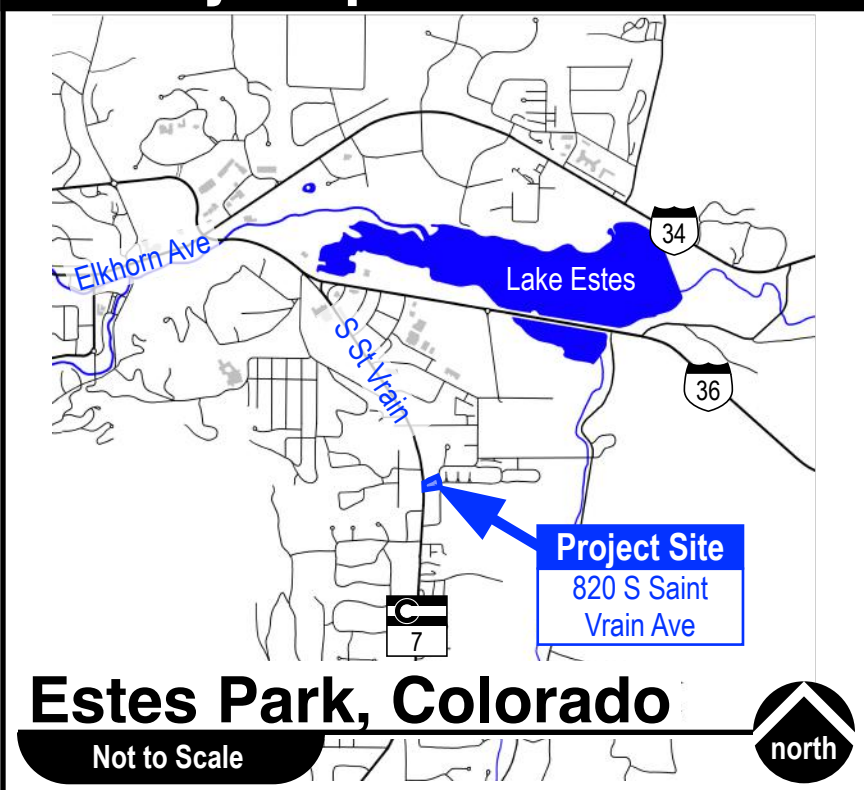 Elkhorn Ave
34
Lake Estes
S St Vrain
36
Project Site
820 S Saint
Vrain Ave
C
7
Estes Park, Colorado
Not to Scale
north